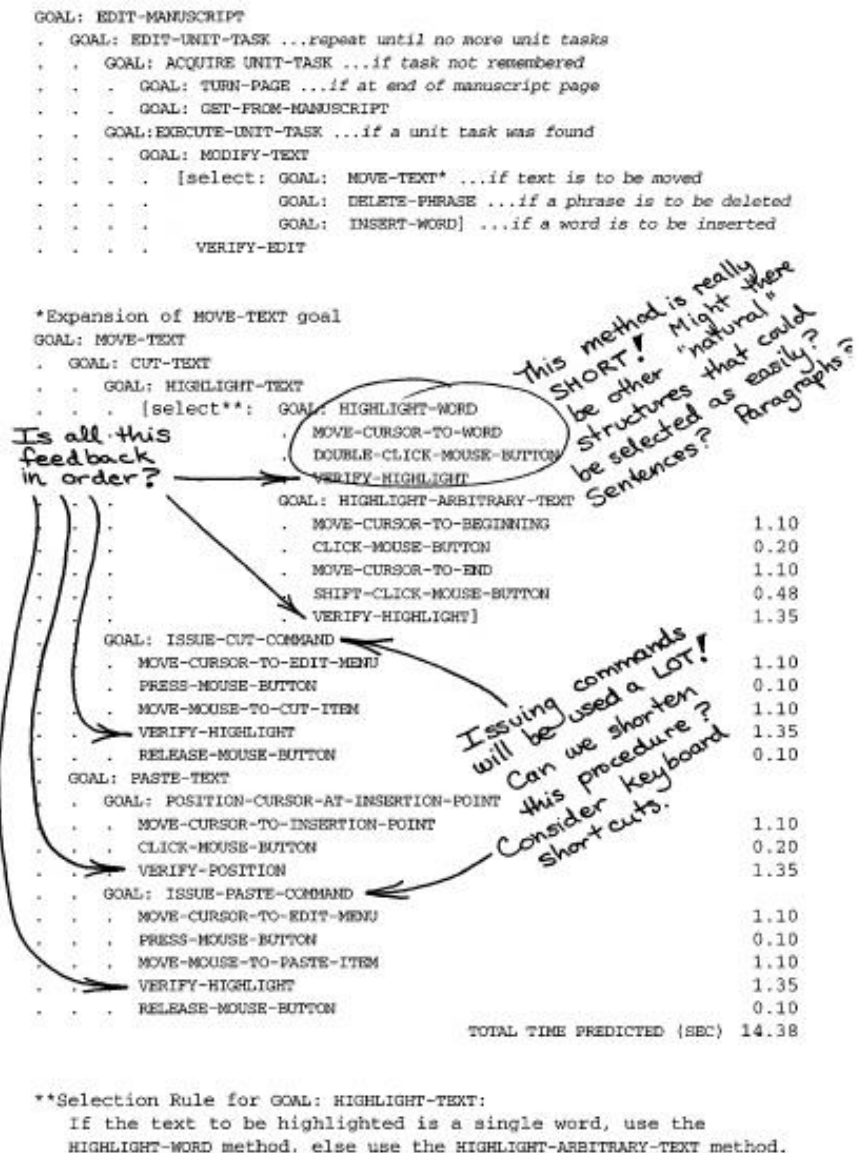 GOAL: EDIT-MANUSCRIPT
. GOAL: EDIT-UNIT-TASK ...repeat until no more unit tasks
. . GOAL: ACQUIRE UNIT-TASK ...if task not remembered
. . . GOAL: TURN-PAGE ...if at end of manuscript page
. . . GOAL: GET-FROM-MANUSCRIPT
. . GOAL:EXECUTE-UNIT-TASK ...if a unit task was found
. . . GOAL: MODIFY-TEXT
. . . . [select: GOAL: MOVE-TEXT* ...if text is to be moved
. . . . GOAL: DELETE-PHRASE ...if a phrase is to be deleted
. . . . GOAL: INSERT-WORD] ...if a word is to be inserted
. . . . VERIFY-EDIT
*Expansion of MOVE-TEXT goal
GOAL: MOVE-TEXT
. GOAL: CUT-TEXT
. . GOAL: HIGHLIGHT-TEXT
. . . [select**: GOAL: HIGHLIGHT-WORD
. MOVE-CURSOR-TO-WORD
. DOUBLE-CLICK-MOUSE-BUTTON
. VERIFY-HIGHLIGHT
GOAL: HIGHLIGHT-ARBITRARY-TEXT
. MOVE-CURSOR-TO-BEGINNING 1.10
. CLICK-MOUSE-BUTTON 0.20
. MOVE-CURSOR-TO-END 1.10
. SHIFT-CLICK-MOUSE-BUTTON 0.48
. VERIFY-HIGHLIGHT] 1.35
. . GOAL: ISSUE-CUT-COMMAND
. . . MOVE-CURSOR-TO-EDIT-MENU 1.10
. . . PRESS-MOUSE-BUTTON 0.10
. . . MOVE-MOUSE-TO-CUT-ITEM 1.10
. . . VERIFY-HIGHLIGHT 1.35
. . . RELEASE-MOUSE-BUTTON 0.10
. GOAL: PASTE-TEXT
. . GOAL: POSITION-CURSOR-AT-INSERTION-POINT
. . . MOVE-CURSOR-TO-INSERTION-POINT 1.10
. . . CLICK-MOUSE-BUTTON 0.20
. . . VERIFY-POSITION 1.35
. . GOAL: ISSUE-PASTE-COMMAND
. . . MOVE-CURSOR-TO-EDIT-MENU 1.10
. . . PRESS-MOUSE-BUTTON 0.10
. . . MOVE-MOUSE-TO-PASTE-ITEM 1.10
. . . VERIFY-HIGHLIGHT 1.35
. . . RELEASE-MOUSE-BUTTON 0.10
TOTAL TIME PREDICTED (SEC) 14.38
**Selection Rule for GOAL: HIGHLIGHT-TEXT:
If the text to be highlighted is a single word, use the
HIGHLIGHT-WORD method, else use the HIGHLIGHT-ARBITRARY-TEXT method.
This method is really
SHORT! Might there
be other "natural"
structures that could
be selected as easily?
Sentences? Paragraphs?
Is all this
feedback
in order?
Issuing commands
will be used a LOT!
Can we shorten
this procedure?
Consider keyboard
shortcuts.